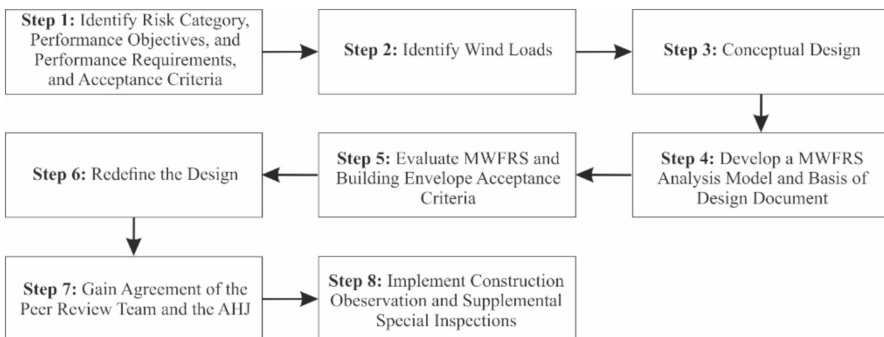 Step 1: Identify Risk Category,
Performance Objectives, and
Performance Requirements,
and Acceptance Criteria
Step 2: Identify Wind Loads
Step 3: Conceptual Design
Step 4: Develop a MWFRS
Analysis Model and Basis of
Design Document
Step 5: Evaluate MWFRS and
Building Envelope Acceptance
Criteria
Step 6: Redefine the Design
Step 7: Gain Agreement of the
Peer Review Team and the AHJ
Step 8: Implement Construction
Obeservation and Supplemental
Special Inspections